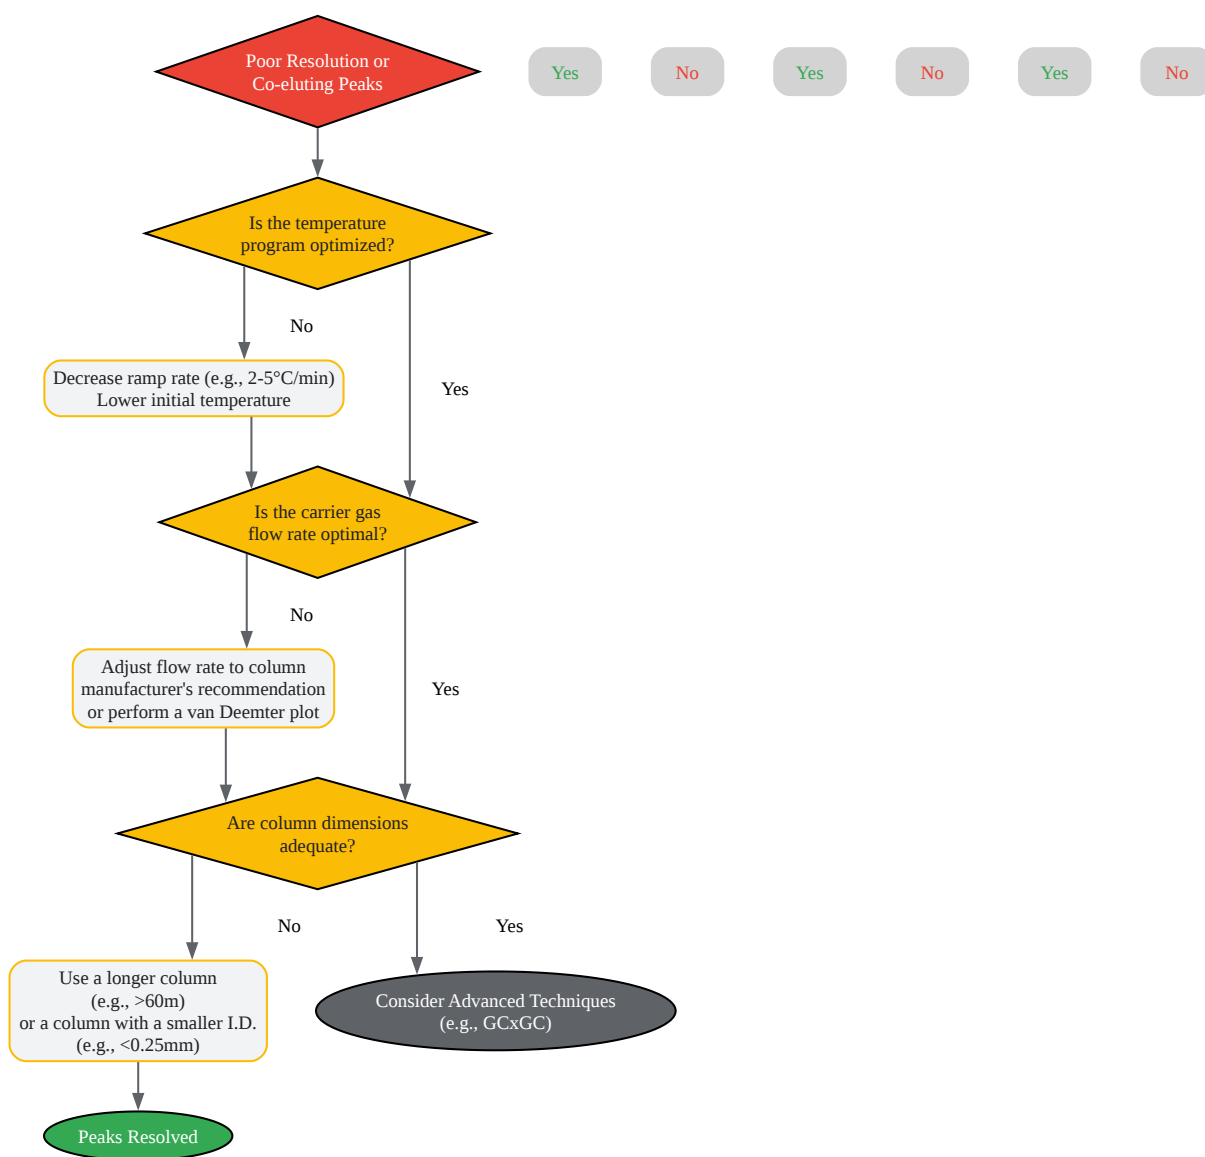 Poor Resolution or
Co-eluting Peaks
Yes
No
Yes
No
Yes
No
Is the temperature
program optimized?
No
Decrease ramp rate (e.g., 2-5°C/min)
Lower initial temperature
Yes
Is the carrier gas
flow rate optimal?
No
Adjust flow rate to column
manufacturer's recommendation
or perform a van Deemter plot
Yes
Are column dimensions
adequate?
No
Yes
Use a longer column
(e.g., >60m)
or a column with a smaller I.D.
(e.g., <0.25mm)
Consider Advanced Techniques
(e.g., GCxGC)
Peaks Resolved